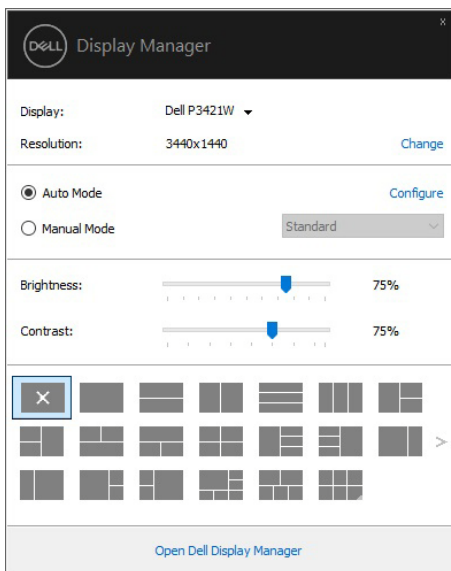 x
DELL Display Manager
Display: Dell P3421W
Resolution: 3440x1440 Change
Auto Mode Configure
Manual Mode Standard
Brightness: 75%
Contrast: 75%
Open Dell Display Manager